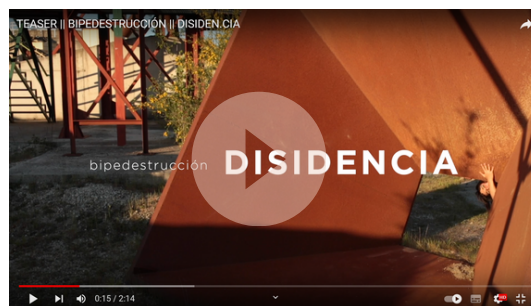 TEASER || BIPEDESTRUCCIÓN || DISIDEN.CIA
bipedestrucción DISIDENCIA
0:15 / 2:14